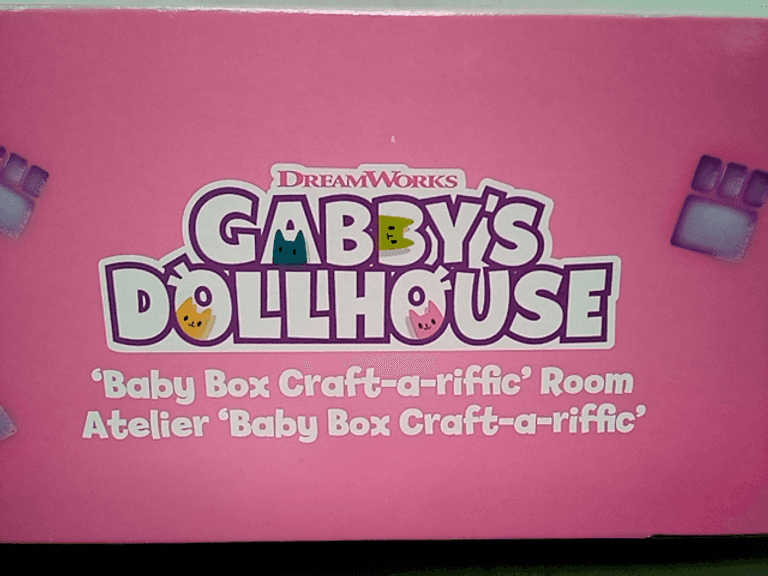 DREAMWORKS
GABBY'S
DOLLHOUSE
‘Baby Box Craft-a-riffic’ Room
Atelier ‘Baby Box Craft-a-riffic’